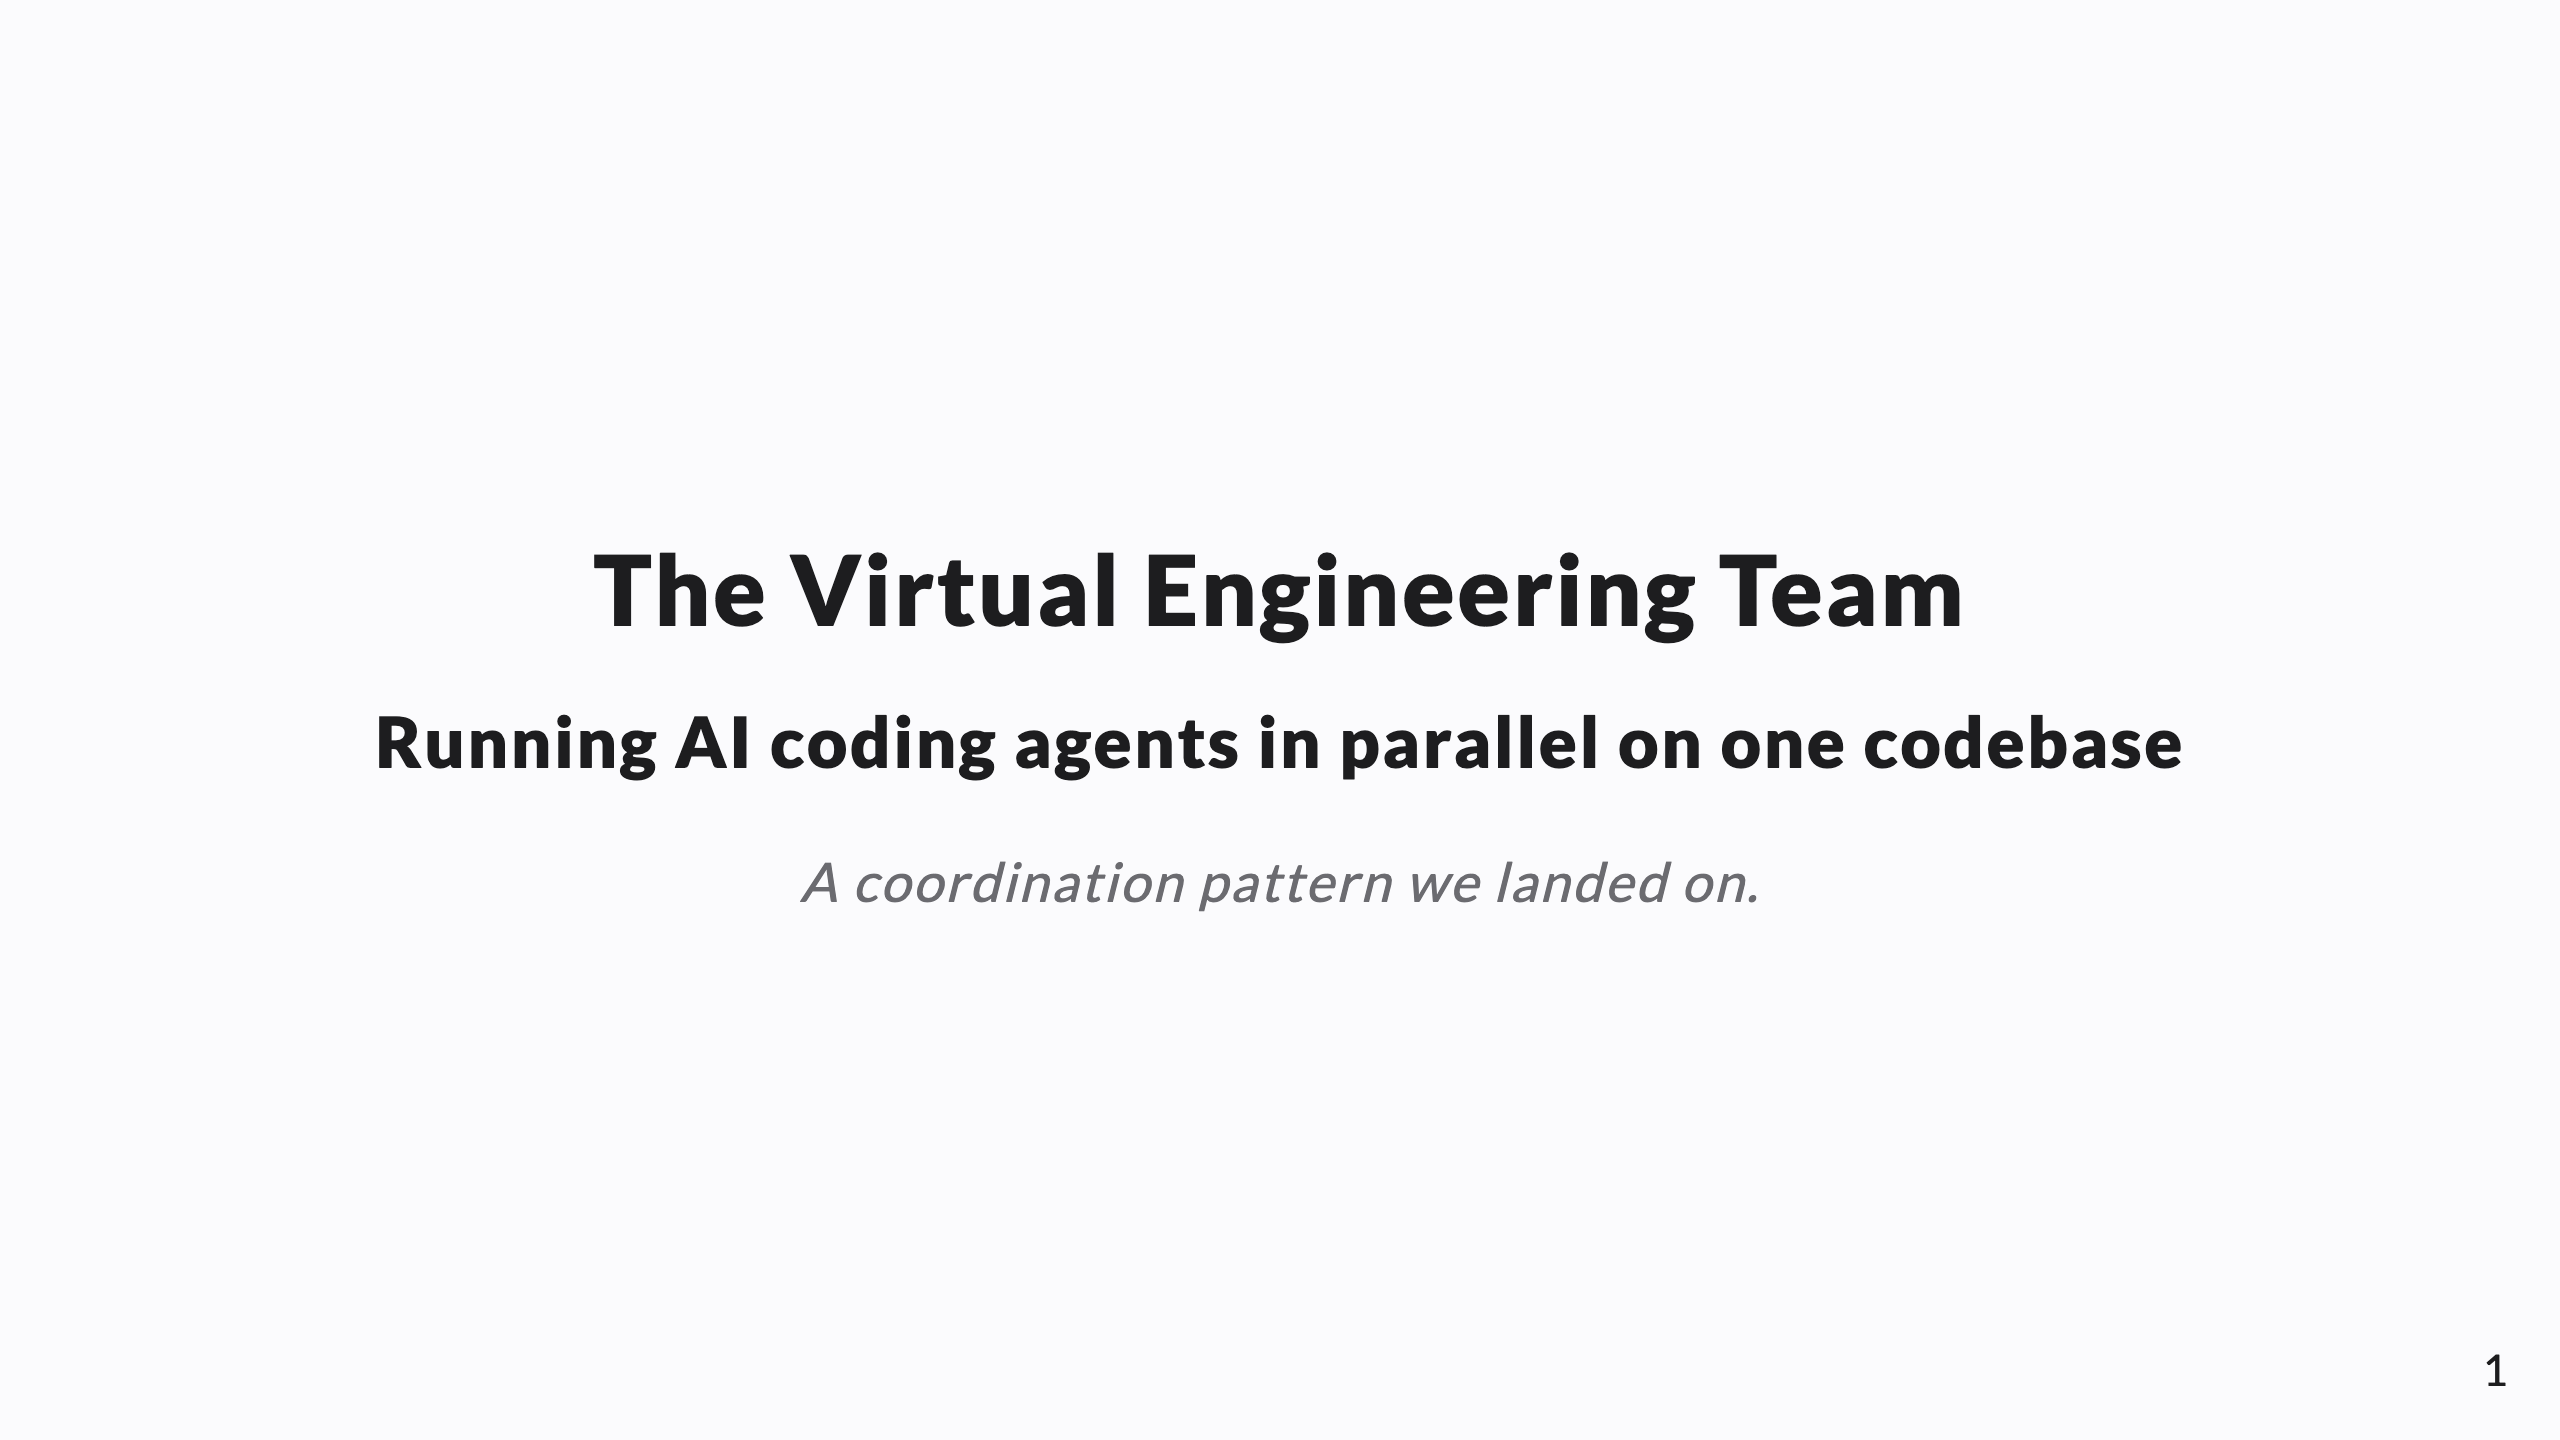 The Virtual Engineering Team
Running AI coding agents in parallel on one codebase
A coordination pattern we landed on.
1